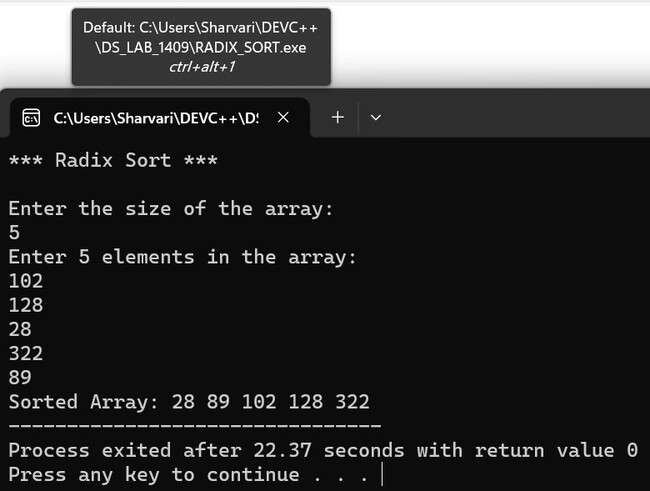 Default: C:\Users\Sharvari\DEVC++
\DS_LAB_1409\RADIX_SORT.exe
ctrl+alt+1
C:\Users\Sharvari\DEVC++\D:
*** Radix Sort ***
Enter the size of the array:
5
Enter 5 elements in the array:
102
128
28
322
89
Sorted Array: 28 89 102 128 322
--------------------------------
Process exited after 22.37 seconds with return value 0
Press any key to continue . . .